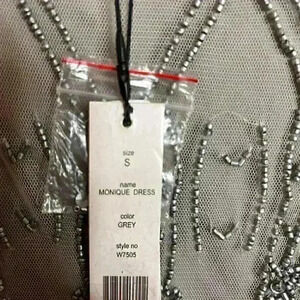 size
S
name
MONIQUE DRESS
color
GREY
style no
W7505